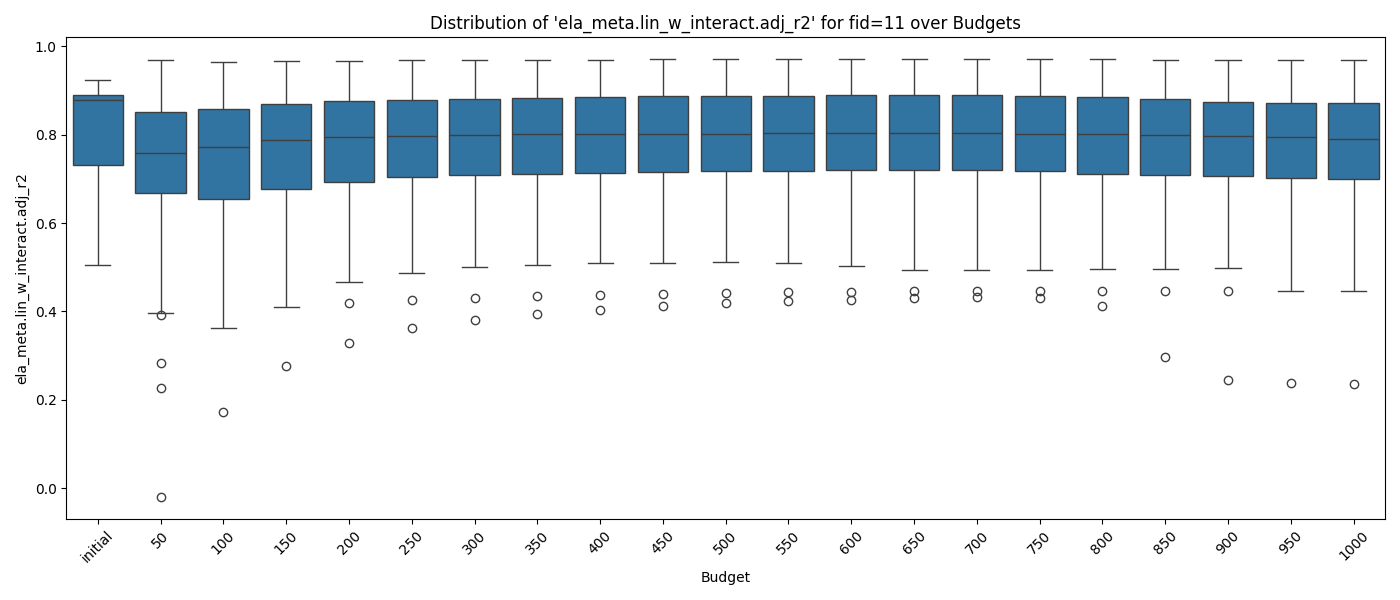 Distribution of 'ela_meta.lin_w_interact.adj_r2' for fid=11 over Budgets
ela_meta.lin_w_interact.adj_r2
1.0
0.8
0.6
0.4
0.2
0.0
initial 50 100 150 200 250 300 350 400 450 500 550 600 650 700 750 800 850 900 950 1000
Budget